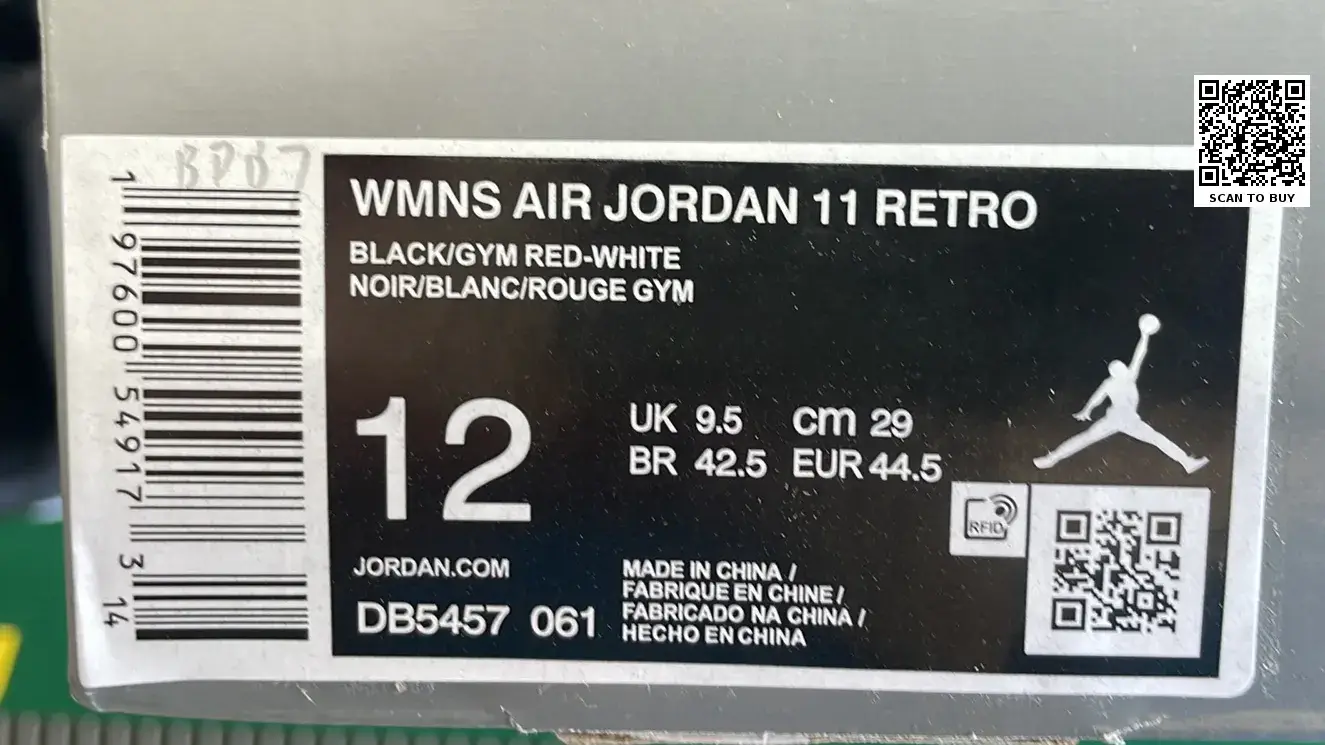 SCAN TO BUY
BPD7
WMNS AIR JORDAN 11 RETRO
BLACK/GYM RED-WHITE
NOIR/BLANC/ROUGE GYM
12
UK 9.5 cm 29
BR 42.5 EUR 44.5
RFID
JORDAN.COM
DB5457 061
MADE IN CHINA /
FABRIQUE EN CHINE /
FABRICADO NA CHINA /
HECHO EN CHINA
1 97600 54917 3 14